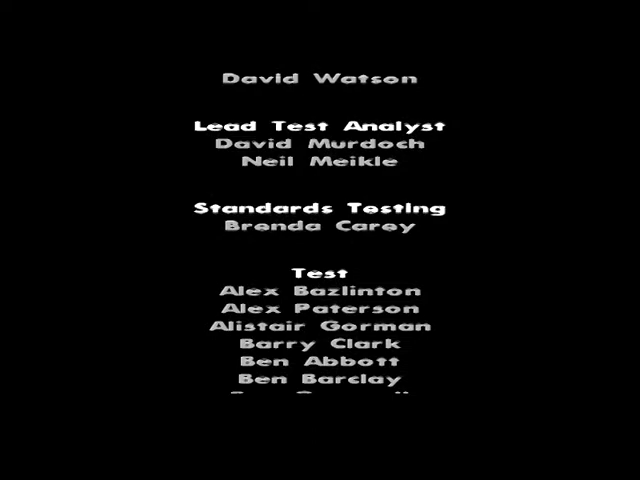 David Watson
Lead Test Analyst
David Murdoch
Neil Meikle
Standards Testing
Brenda Carey
Test
Alex Bazlinton
Alex Paterson
Alistair Gorman
Barry Clark
Ben Abbott
Ben Barclay